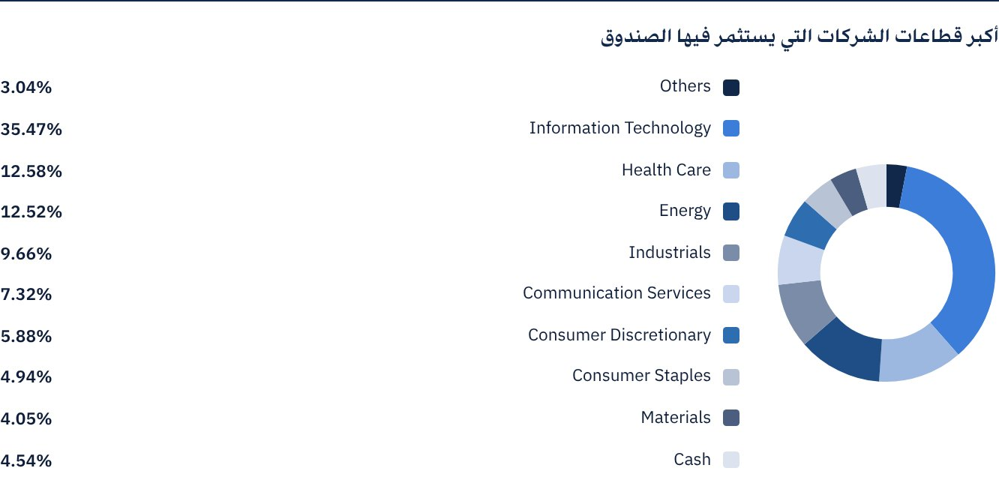 أكبر قطاعات الشركات التي يستثمر فيها الصندوق
Others 3.04%
Information Technology 35.47%
Health Care 12.58%
Energy 12.52%
Industrials 9.66%
Communication Services 7.32%
Consumer Discretionary 5.88%
Consumer Staples 4.94%
Materials 4.05%
Cash 4.54%